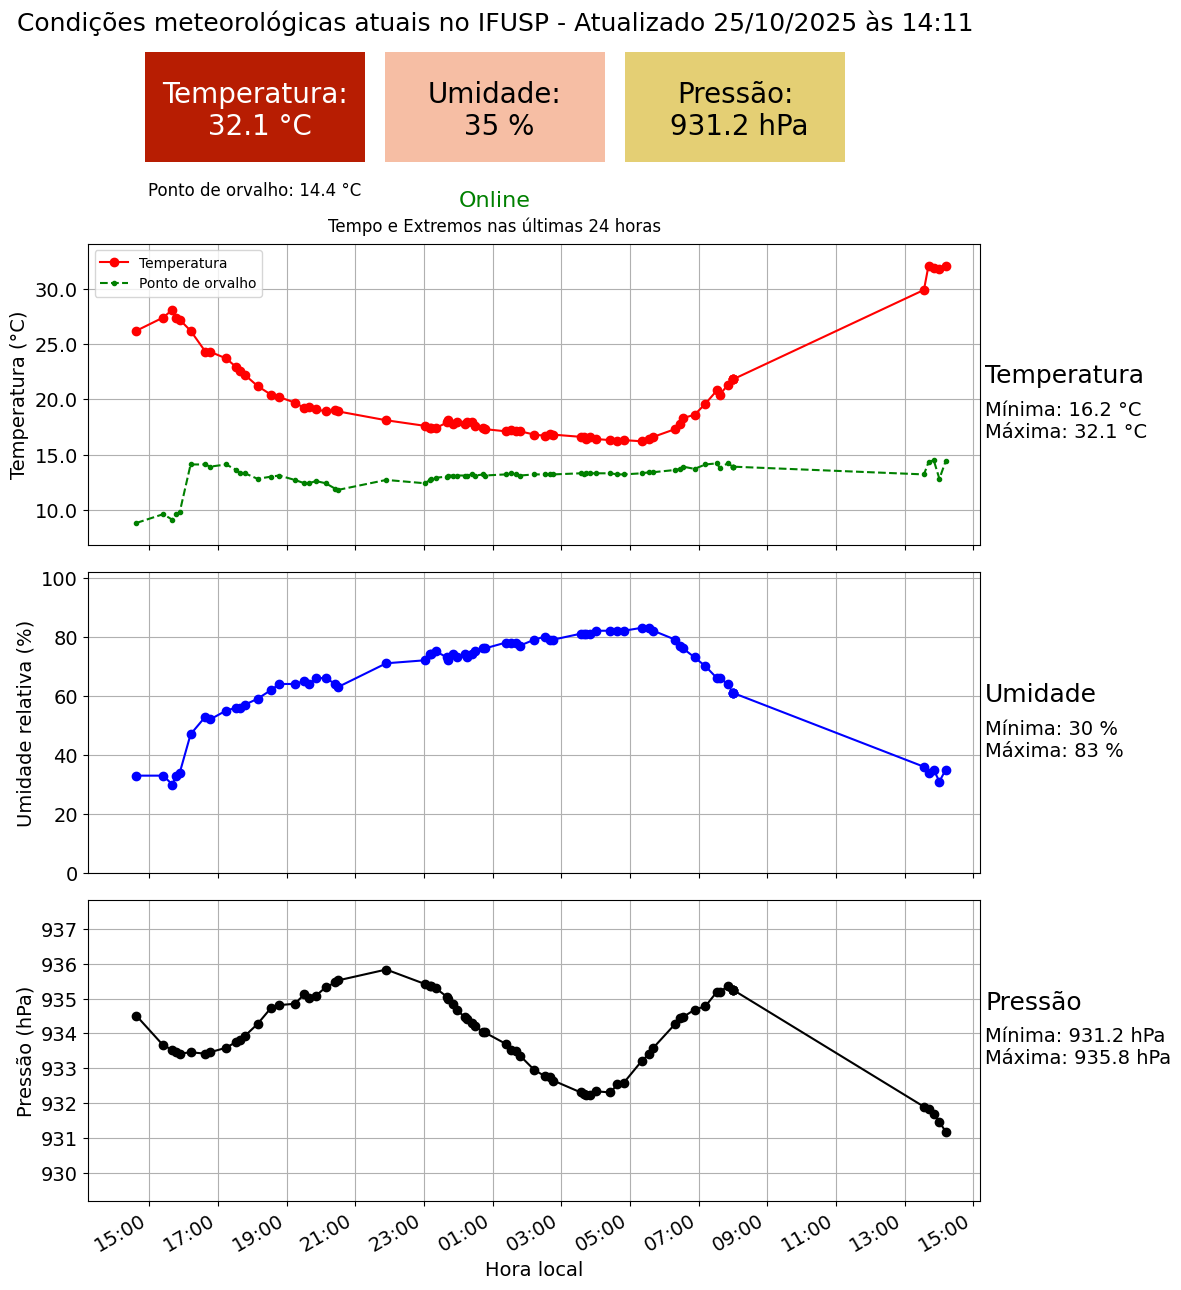 Condições meteorológicas atuais no IFUSP - Atualizado 25/10/2025 às 14:11
Temperatura:
32.1 °C
Umidade:
35 %
Pressão:
931.2 hPa
Ponto de orvalho: 14.4 °C
Online
Tempo e Extremos nas últimas 24 horas
Temperatura
Ponto de orvalho
30.0
25.0
20.0
15.0
10.0
Temperatura (°C)
Temperatura
Mínima: 16.2 °C
Máxima: 32.1 °C
100
80
60
40
20
0
Umidade relativa (%)
Umidade
Mínima: 30 %
Máxima: 83 %
937
936
935
934
933
932
931
930
Pressão (hPa)
Pressão
Mínima: 931.2 hPa
Máxima: 935.8 hPa
15:00 17:00 19:00 21:00 23:00 01:00 03:00 05:00 07:00 09:00 11:00 13:00 15:00
Hora local